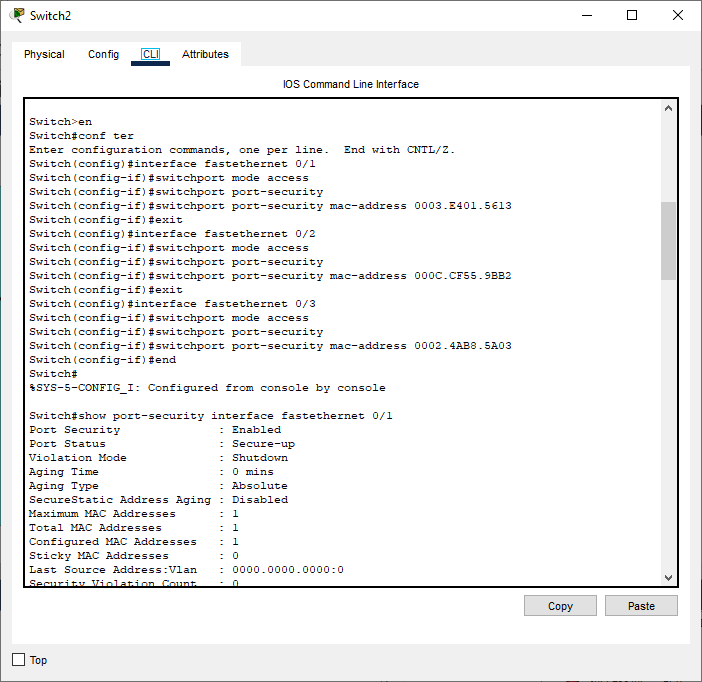 Switch2
Physical Config CLI Attributes
IOS Command Line Interface
Switch>en
Switch#conf ter
Enter configuration commands, one per line.  End with CNTL/Z.
Switch(config)#interface fastethernet 0/1
Switch(config-if)#switchport mode access
Switch(config-if)#switchport port-security
Switch(config-if)#switchport port-security mac-address 0003.E401.5613
Switch(config-if)#exit
Switch(config)#interface fastethernet 0/2
Switch(config-if)#switchport mode access
Switch(config-if)#switchport port-security
Switch(config-if)#switchport port-security mac-address 000C.CF55.9BB2
Switch(config-if)#exit
Switch(config)#interface fastethernet 0/3
Switch(config-if)#switchport mode access
Switch(config-if)#switchport port-security
Switch(config-if)#switchport port-security mac-address 0002.4AB8.5A03
Switch(config-if)#end
Switch#
%SYS-5-CONFIG_I: Configured from console by console
Switch#show port-security interface fastethernet 0/1
Port Security              : Enabled
Port Status                : Secure-up
Violation Mode             : Shutdown
Aging Time                 : 0 mins
Aging Type                 : Absolute
SecureStatic Address Aging : Disabled
Maximum MAC Addresses      : 1
Total MAC Addresses        : 1
Configured MAC Addresses   : 1
Sticky MAC Addresses       : 0
Last Source Address:Vlan   : 0000.0000.0000:0
Security Violation Count   : 0
Copy Paste
Top